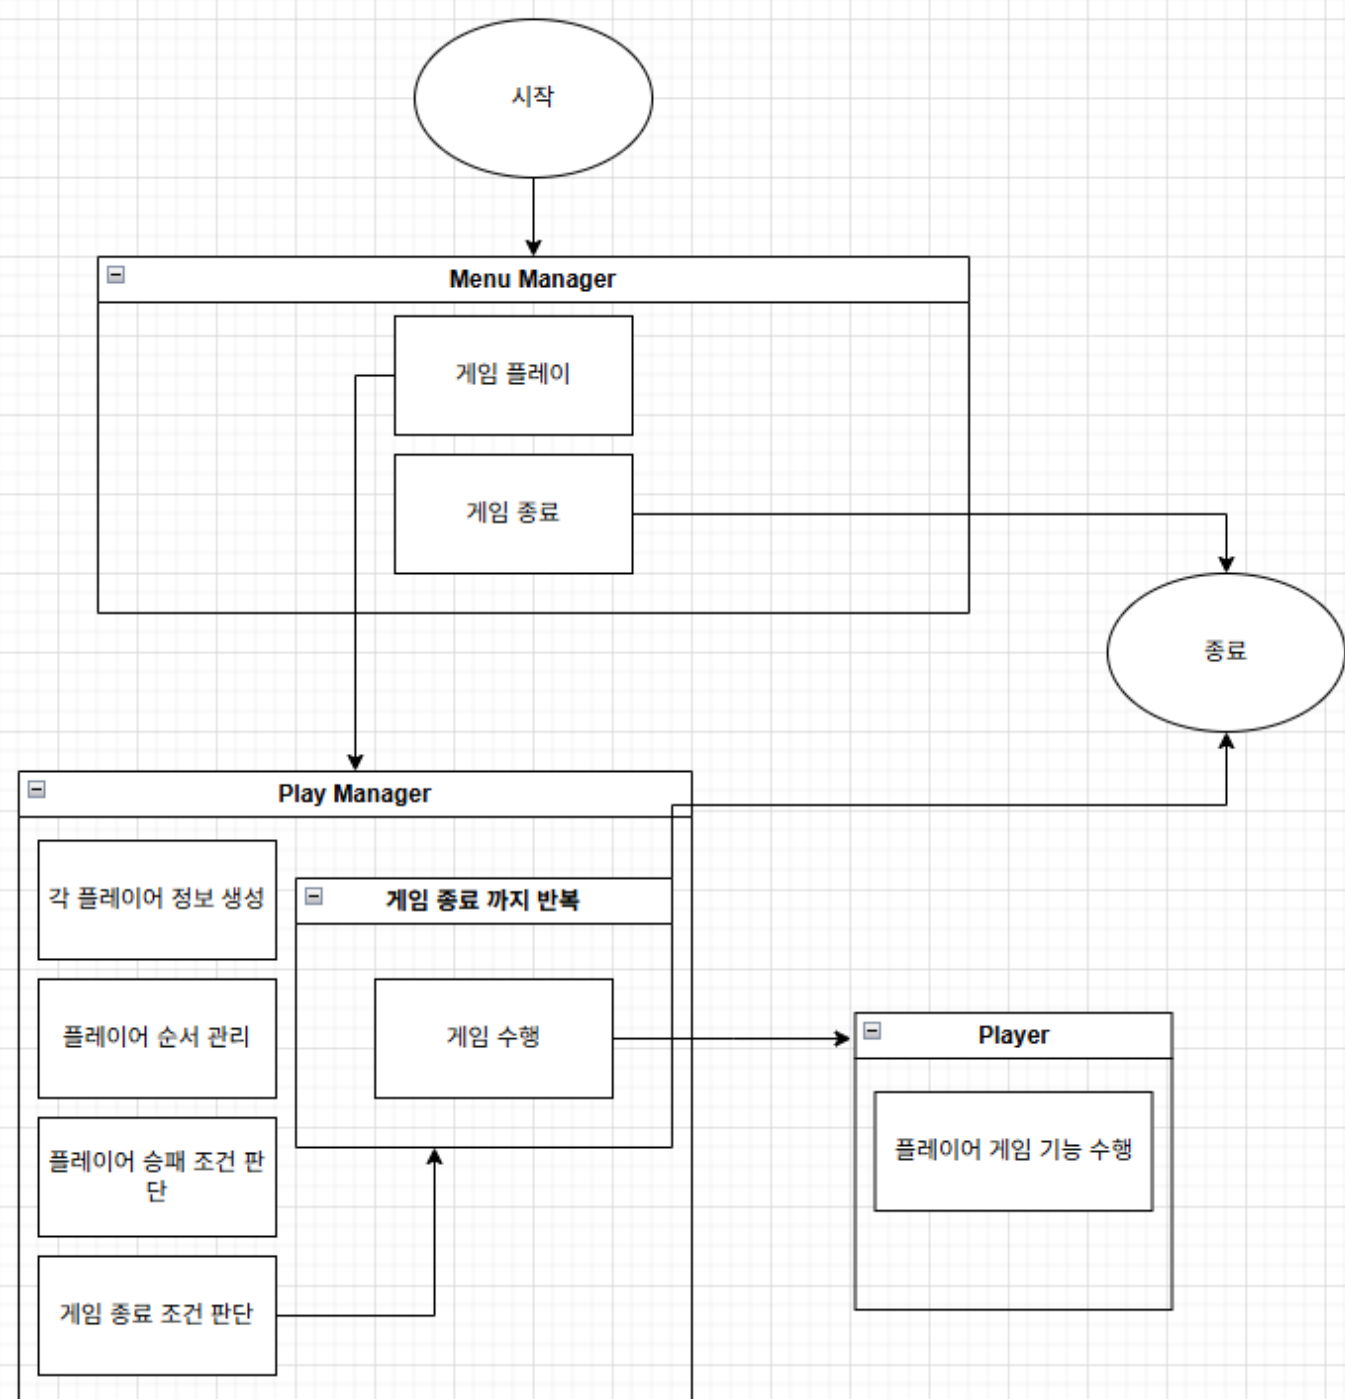 시작
Menu Manager
게임 플레이
게임 종료
종료
Play Manager
각 플레이어 정보 생성
게임 종료 까지 반복
플레이어 순서 관리
게임 수행
Player
플레이어 승패 조건 판
단
플레이어 게임 기능 수행
게임 종료 조건 판단